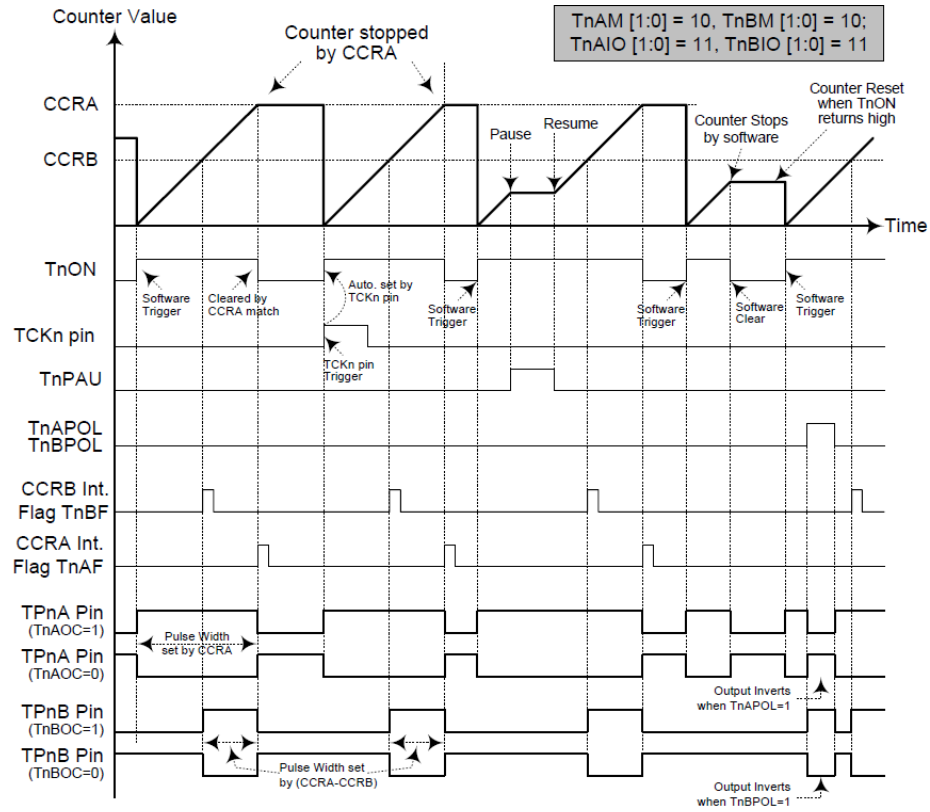 Counter Value
TnAM [1:0] = 10, TnBM [1:0] = 10;
TnAIO [1:0] = 11, TnBIO [1:0] = 11
Counter stopped
by CCRA
Counter Reset
when TnON
returns high
CCRA
Resume
Counter Stops
by software
Pause
CCRB
Time
TnON
Software
Trigger
Cleared by
CCRA match
Auto. set by
TCKn pin
Software
Trigger
Software
Trigger
Software
Clear
Software
Trigger
TCKn pin
TCKn pin
Trigger
TnPAU
TnAPOL
TnBPOL
CCRB Int.
Flag TnBF
CCRA Int.
Flag TnAF
TPnA Pin
(TnAOC=1)
Pulse Width
set by CCRA
TPnA Pin
(TnAOC=0)
Output Inverts
when TnAPOL=1
TPnB Pin
(TnBOC=1)
TPnB Pin
(TnBOC=0)
Pulse Width set
by (CCRA-CCRB)
Output Inverts
when TnBPOL=1